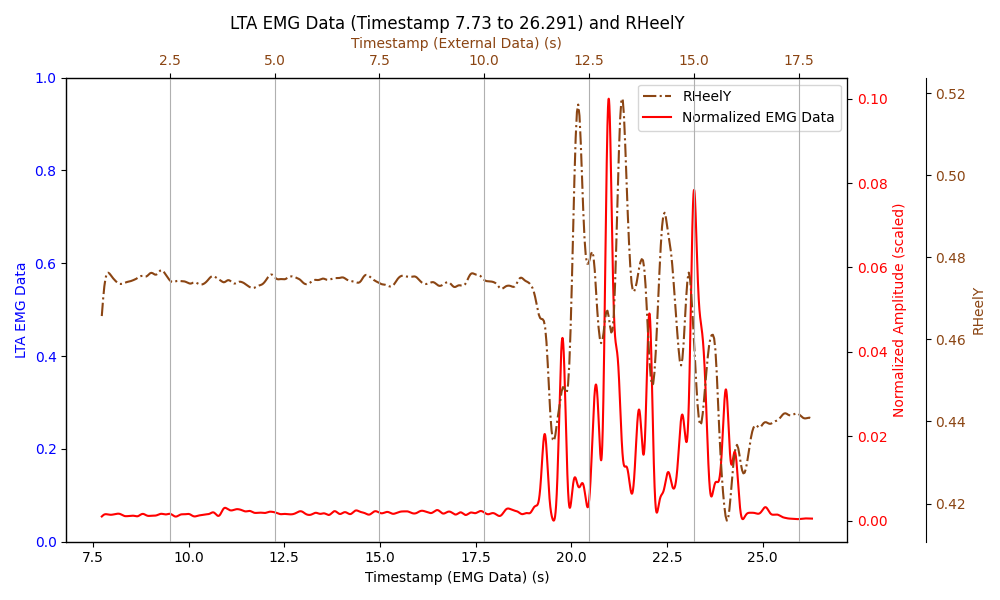 LTA EMG Data (Timestamp 7.73 to 26.291) and RHeelY
Timestamp (External Data) (s)
2.5 5.0 7.5 10.0 12.5 15.0 17.5
1.0
0.8
0.6
0.4
0.2
0.0
LTA EMG Data
RHeelY
Normalized EMG Data
0.10
0.08
0.06
0.04
0.02
0.00
Normalized Amplitude (scaled)
0.52
0.50
0.48
0.46
0.44
0.42
RHeelY
7.5 10.0 12.5 15.0 17.5 20.0 22.5 25.0
Timestamp (EMG Data) (s)